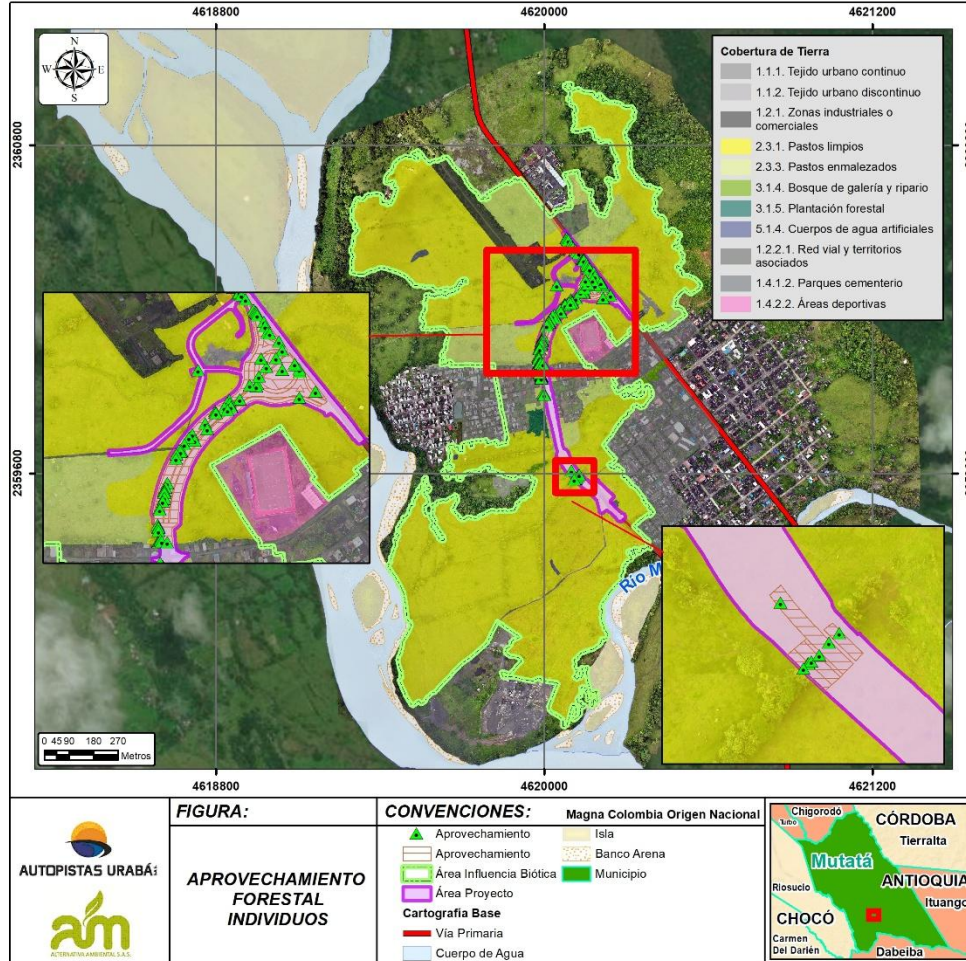 4618800
4620000
4621200
2360800
2359600
N
W
E
S
Cobertura de Tierra
1.1.1. Tejido urbano continuo
1.1.2. Tejido urbano discontinuo
1.2.1. Zonas industriales o
comerciales
2.3.1. Pastos limpios
2.3.3. Pastos enmalezados
3.1.4. Bosque de galería y ripario
3.1.5. Plantación forestal
5.1.4. Cuerpos de agua artificiales
1.2.2.1. Red vial y territorios
asociados
1.4.1.2. Parques cementerio
1.4.2.2. Áreas deportivas
Rio M
0 45 90 180 270
Metros
4618800
4620000
4621200
AUTOPISTAS URABÁ
am
ALTERNATIVA AMBIENTAL S.A.S.
FIGURA:
APROVECHAMIENTO
FORESTAL
INDIVIDUOS
CONVENCIONES:
Magna Colombia Origen Nacional
Aprovechamiento
Aprovechamiento
Área Influencia Biótica
Área Proyecto
Cartografia Base
Vía Primaria
Cuerpo de Agua
Isla
Banco Arena
Municipio
Chigorodó
Turbo
CÓRDOBA
Tierralta
Mutatá
ANTIOQUIA
Riosucio
Ituango
CHOCÓ
Carmen
Del Darién
Dabeiba